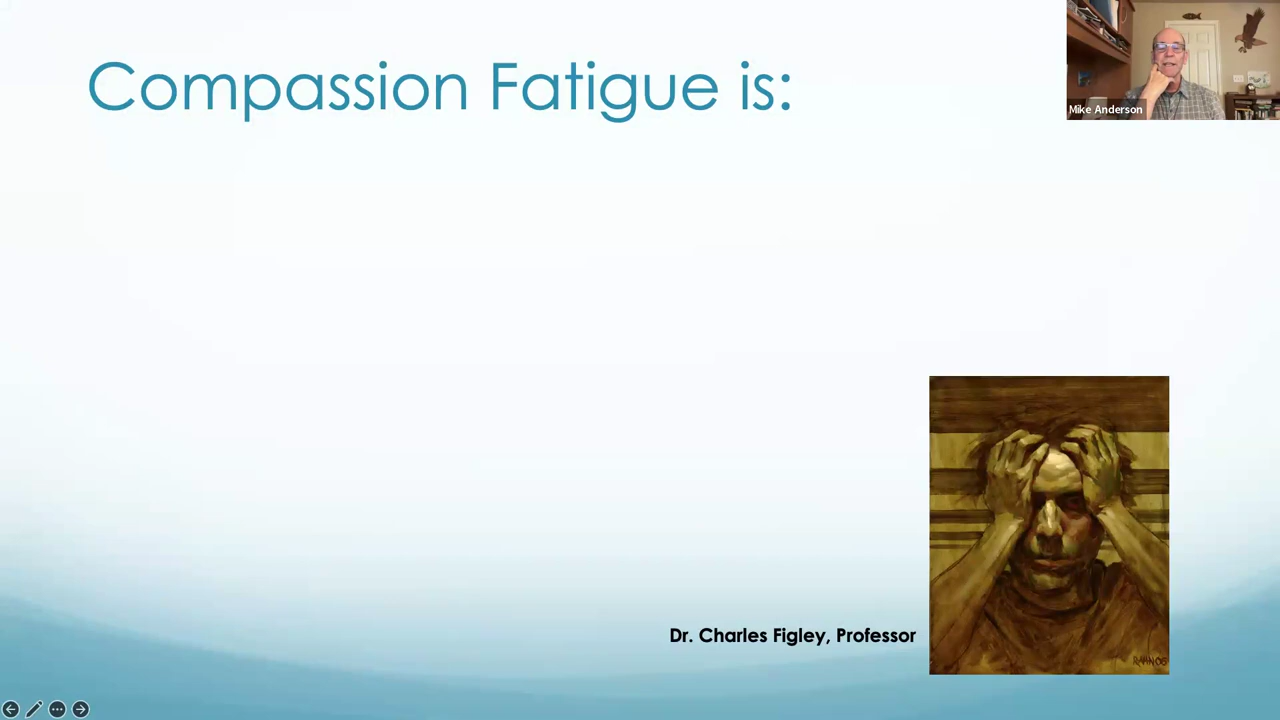 Compassion Fatigue is:
Mike Anderson
Dr. Charles Figley, Professor